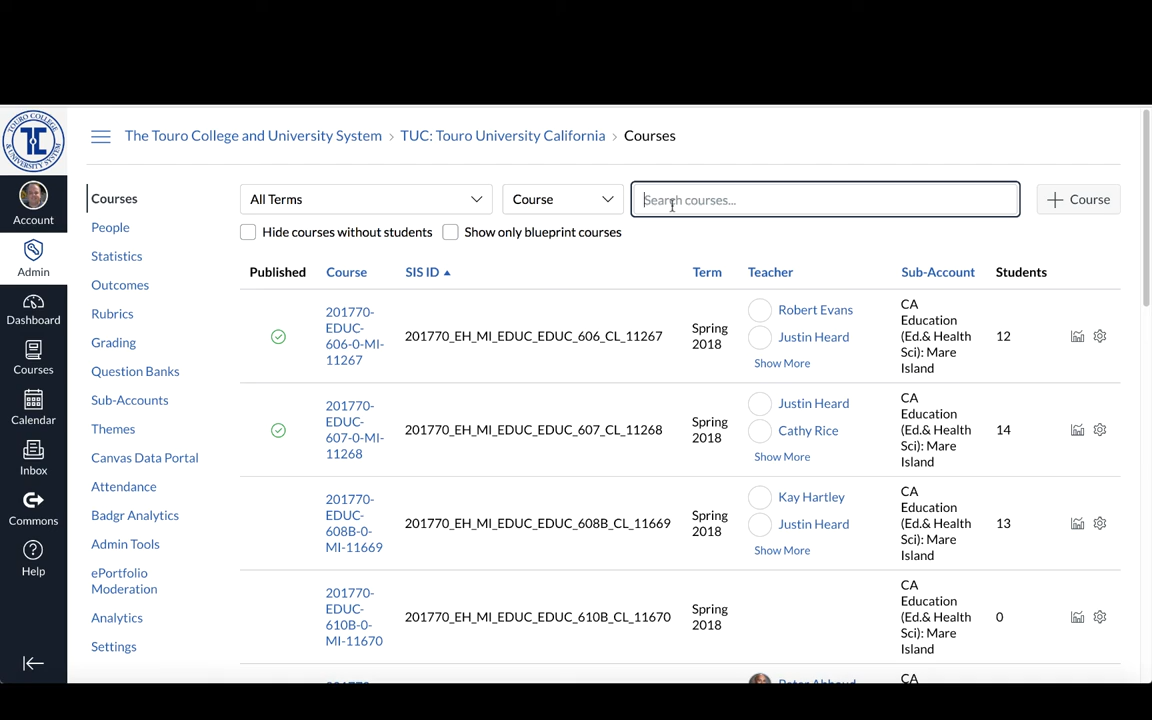 The Touro College and University System > TUC: Touro University California > Courses
Account
Admin
Dashboard
Courses
Calendar
Inbox
Commons
Help
Courses
People
Statistics
Outcomes
Rubrics
Grading
Question Banks
Sub-Accounts
Themes
Canvas Data Portal
Attendance
Badgr Analytics
Admin Tools
ePortfolio
Moderation
Analytics
Settings
All Terms
Course
Search courses...
Course
Hide courses without students
Show only blueprint courses
Published Course SIS ID Term Teacher Sub-Account Students
201770-
EDUC-
606-0-MI-
11267
201770_EH_MI_EDUC_EDUC_606_CL_11267
Spring
2018
Robert Evans
Justin Heard
Show More
CA
Education
(Ed.& Health
Sci): Mare
Island
12
201770-
EDUC-
607-0-MI-
11268
201770_EH_MI_EDUC_EDUC_607_CL_11268
Spring
2018
Justin Heard
Cathy Rice
Show More
CA
Education
(Ed.& Health
Sci): Mare
Island
14
201770-
EDUC-
608B-0-
MI-11669
201770_EH_MI_EDUC_EDUC_608B_CL_11669
Spring
2018
Kay Hartley
Justin Heard
Show More
CA
Education
(Ed.& Health
Sci): Mare
Island
13
201770-
EDUC-
610B-0-
MI-11670
201770_EH_MI_EDUC_EDUC_610B_CL_11670
Spring
2018
CA
Education
(Ed.& Health
Sci): Mare
Island
0
CA